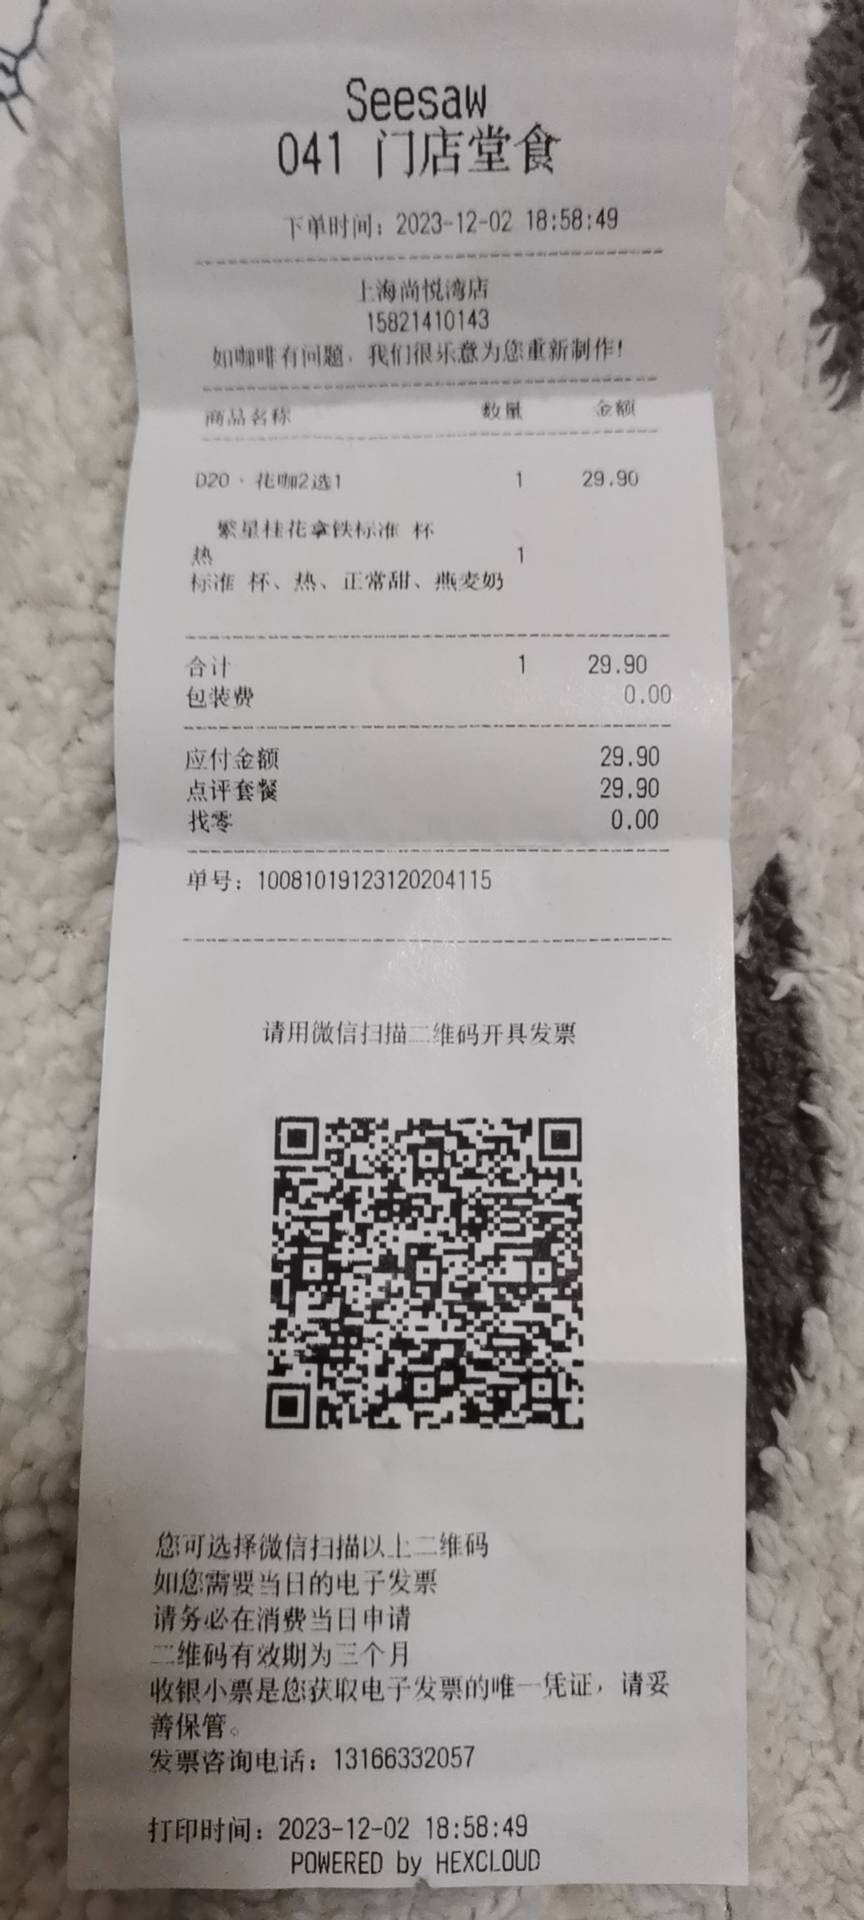 Seesaw
041 门店堂食
下单时间：2023-12-02 18:58:49
上海尚悦湾店
15821410143
如咖啡有问题，我们很乐意为您重新制作！
商品名称 数量 金额
D20·花咖2选1 1 29.90
繁星桂花拿铁标准 杯
热 1
标准 杯、热、正常甜、燕麦奶
合计 1 29.90
包装费 0.00
应付金额 29.90
点评套餐 29.90
找零 0.00
单号：10081019123120204115
请用微信扫描二维码开具发票
您可选择微信扫描以上二维码
如您需要当日的电子发票
请务必在消费当日申请
二维码有效期为三个月
收银小票是您获取电子发票的唯一凭证，请妥
善保管。
发票咨询电话：13166332057
打印时间：2023-12-02 18:58:49
POWERED by HEXCLOUD